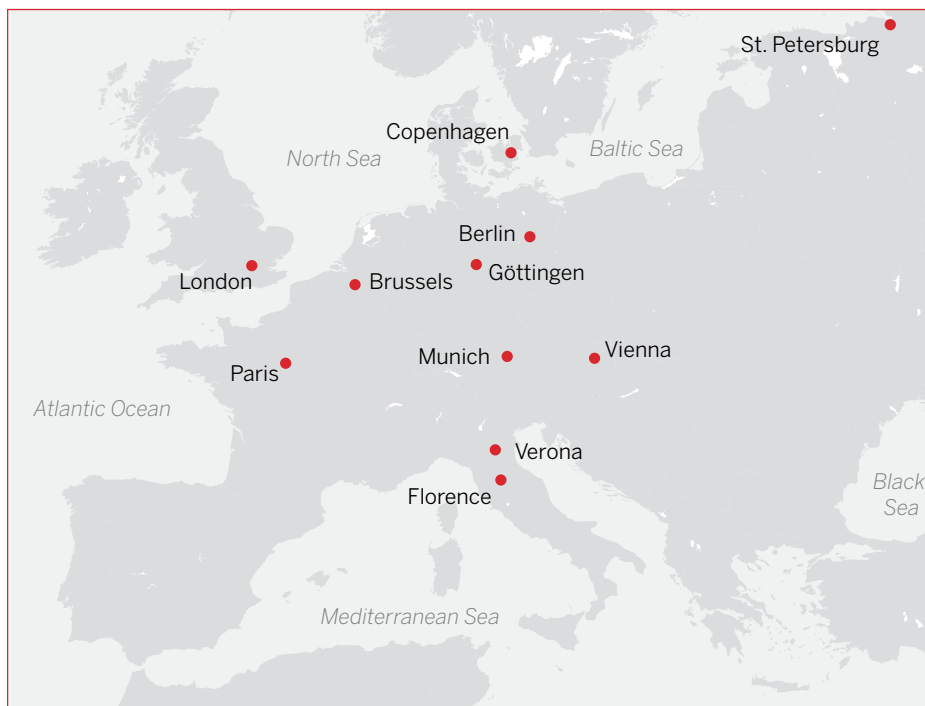 St. Petersburg
Copenhagen
North Sea
Baltic Sea
Berlin
Göttingen
London
Brussels
Munich
Vienna
Paris
Atlantic Ocean
Verona
Florence
Black
Sea
Mediterranean Sea